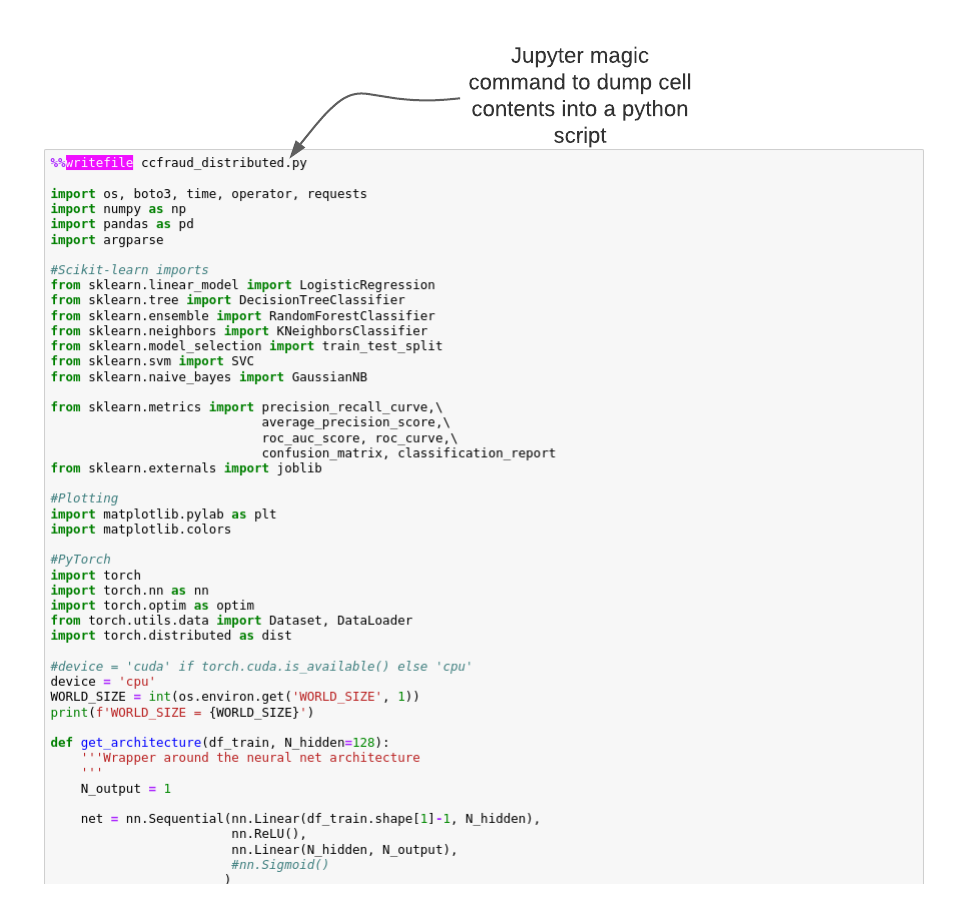 Jupyter magic
command to dump cell
contents into a python
script
%%writefile ccfraud_distributed.py
import os, boto3, time, operator, requests
import numpy as np
import pandas as pd
import argparse
#Scikit-learn imports
from sklearn.linear_model import LogisticRegression
from sklearn.tree import DecisionTreeClassifier
from sklearn.ensemble import RandomForestClassifier
from sklearn.neighbors import KNeighborsClassifier
from sklearn.model_selection import train_test_split
from sklearn.svm import SVC
from sklearn.naive_bayes import GaussianNB
from sklearn.metrics import precision_recall_curve,\
average_precision_score,\
roc_auc_score, roc_curve,\
confusion_matrix, classification_report
from sklearn.externals import joblib
#Plotting
import matplotlib.pylab as plt
import matplotlib.colors
#PyTorch
import torch
import torch.nn as nn
import torch.optim as optim
from torch.utils.data import Dataset, DataLoader
import torch.distributed as dist
#device = 'cuda' if torch.cuda.is_available() else 'cpu'
device = 'cpu'
WORLD_SIZE = int(os.environ.get('WORLD_SIZE', 1))
print(f'WORLD_SIZE = {WORLD_SIZE}')
def get_architecture(df_train, N_hidden=128):
'''Wrapper around the neural net architecture
'''
N_output = 1
net = nn.Sequential(nn.Linear(df_train.shape[1]-1, N_hidden),
nn.ReLU(),
nn.Linear(N_hidden, N_output),
#nn.Sigmoid()
)